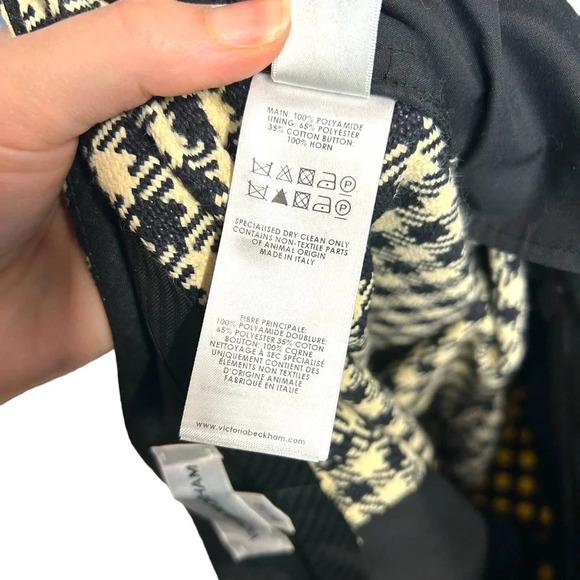 MAIN: 100% POLYAMIDE
LINING: 65% POLYESTER
35% COTTON BUTTON:
100% HORN
P
P
SPECIALISED DRY CLEAN ONLY
CONTAINS NON-TEXTILE PARTS
OF ANIMAL ORIGIN
MADE IN ITALY
FIBRE PRINCIPALE:
100% POLYAMIDE DOUBLURE:
65% POLYESTER 35% COTON
BOUTON: 100% CORNE
NETTOYAGE À SEC SPÉCIALISÉ
UNIQUEMENT CONTIENT DES
ÉLÉMENTS NON TEXTILES
D'ORIGINE ANIMALE
FABRIQUÉ EN ITALIE
www.victoriabeckham.com